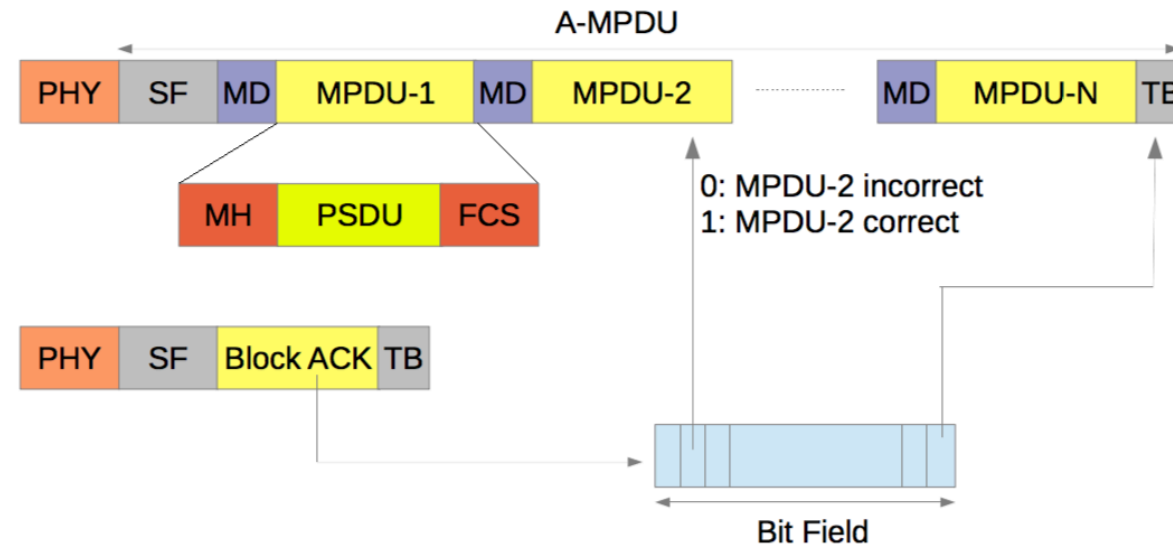 A-MPDU
PHY SF MD MPDU-1 MD MPDU-2 MD MPDU-N TB
0: MPDU-2 incorrect
1: MPDU-2 correct
MH PSDU FCS
PHY SF Block ACK TB
Bit Field